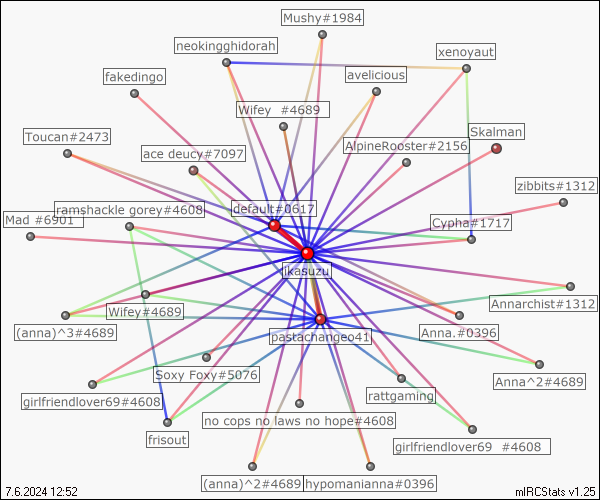 Mushy#1984
neokingghidorah
xenoyaut
fakedingo
avelicious
Wifey #4689
Skalman
Toucan#2473
AlpineRooster#2156
ace deucy#7097
zibbits#1312
ramshackle gorey#4608
default#0617
Mad #6901
Cypha#1717
ikasuzu
Annarchist#1312
Wifey#4689
(anna)^3#4689
Anna.#0396
pastachangeo41
Soxy Foxy#5076
Anna^2#4689
rattgaming
girlfriendlover69#4608
no cops no laws no hope#4608
frisout
girlfriendlover69 #4608
(anna)^2#4689
hypomanianna#0396
7.6.2024 12:52
mIRCStats v1.25